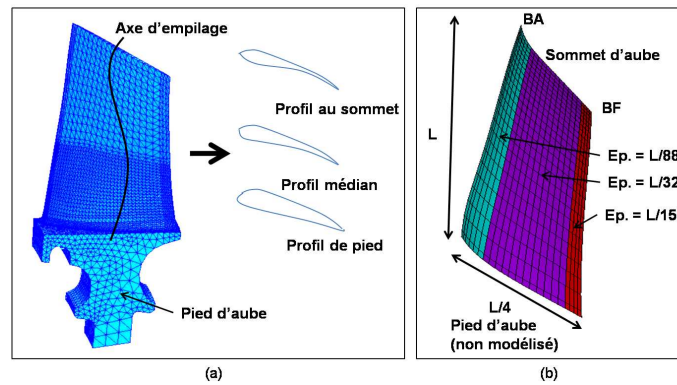 Axe d'empilage
Profil au sommet
Profil médian
Profil de pied
Pied d'aube
(a)
BA
Sommet d'aube
BF
L
Ep. = L/88
Ep. = L/32
Ep. = L/15
L/4
Pied d'aube
(non modélisé)
(b)